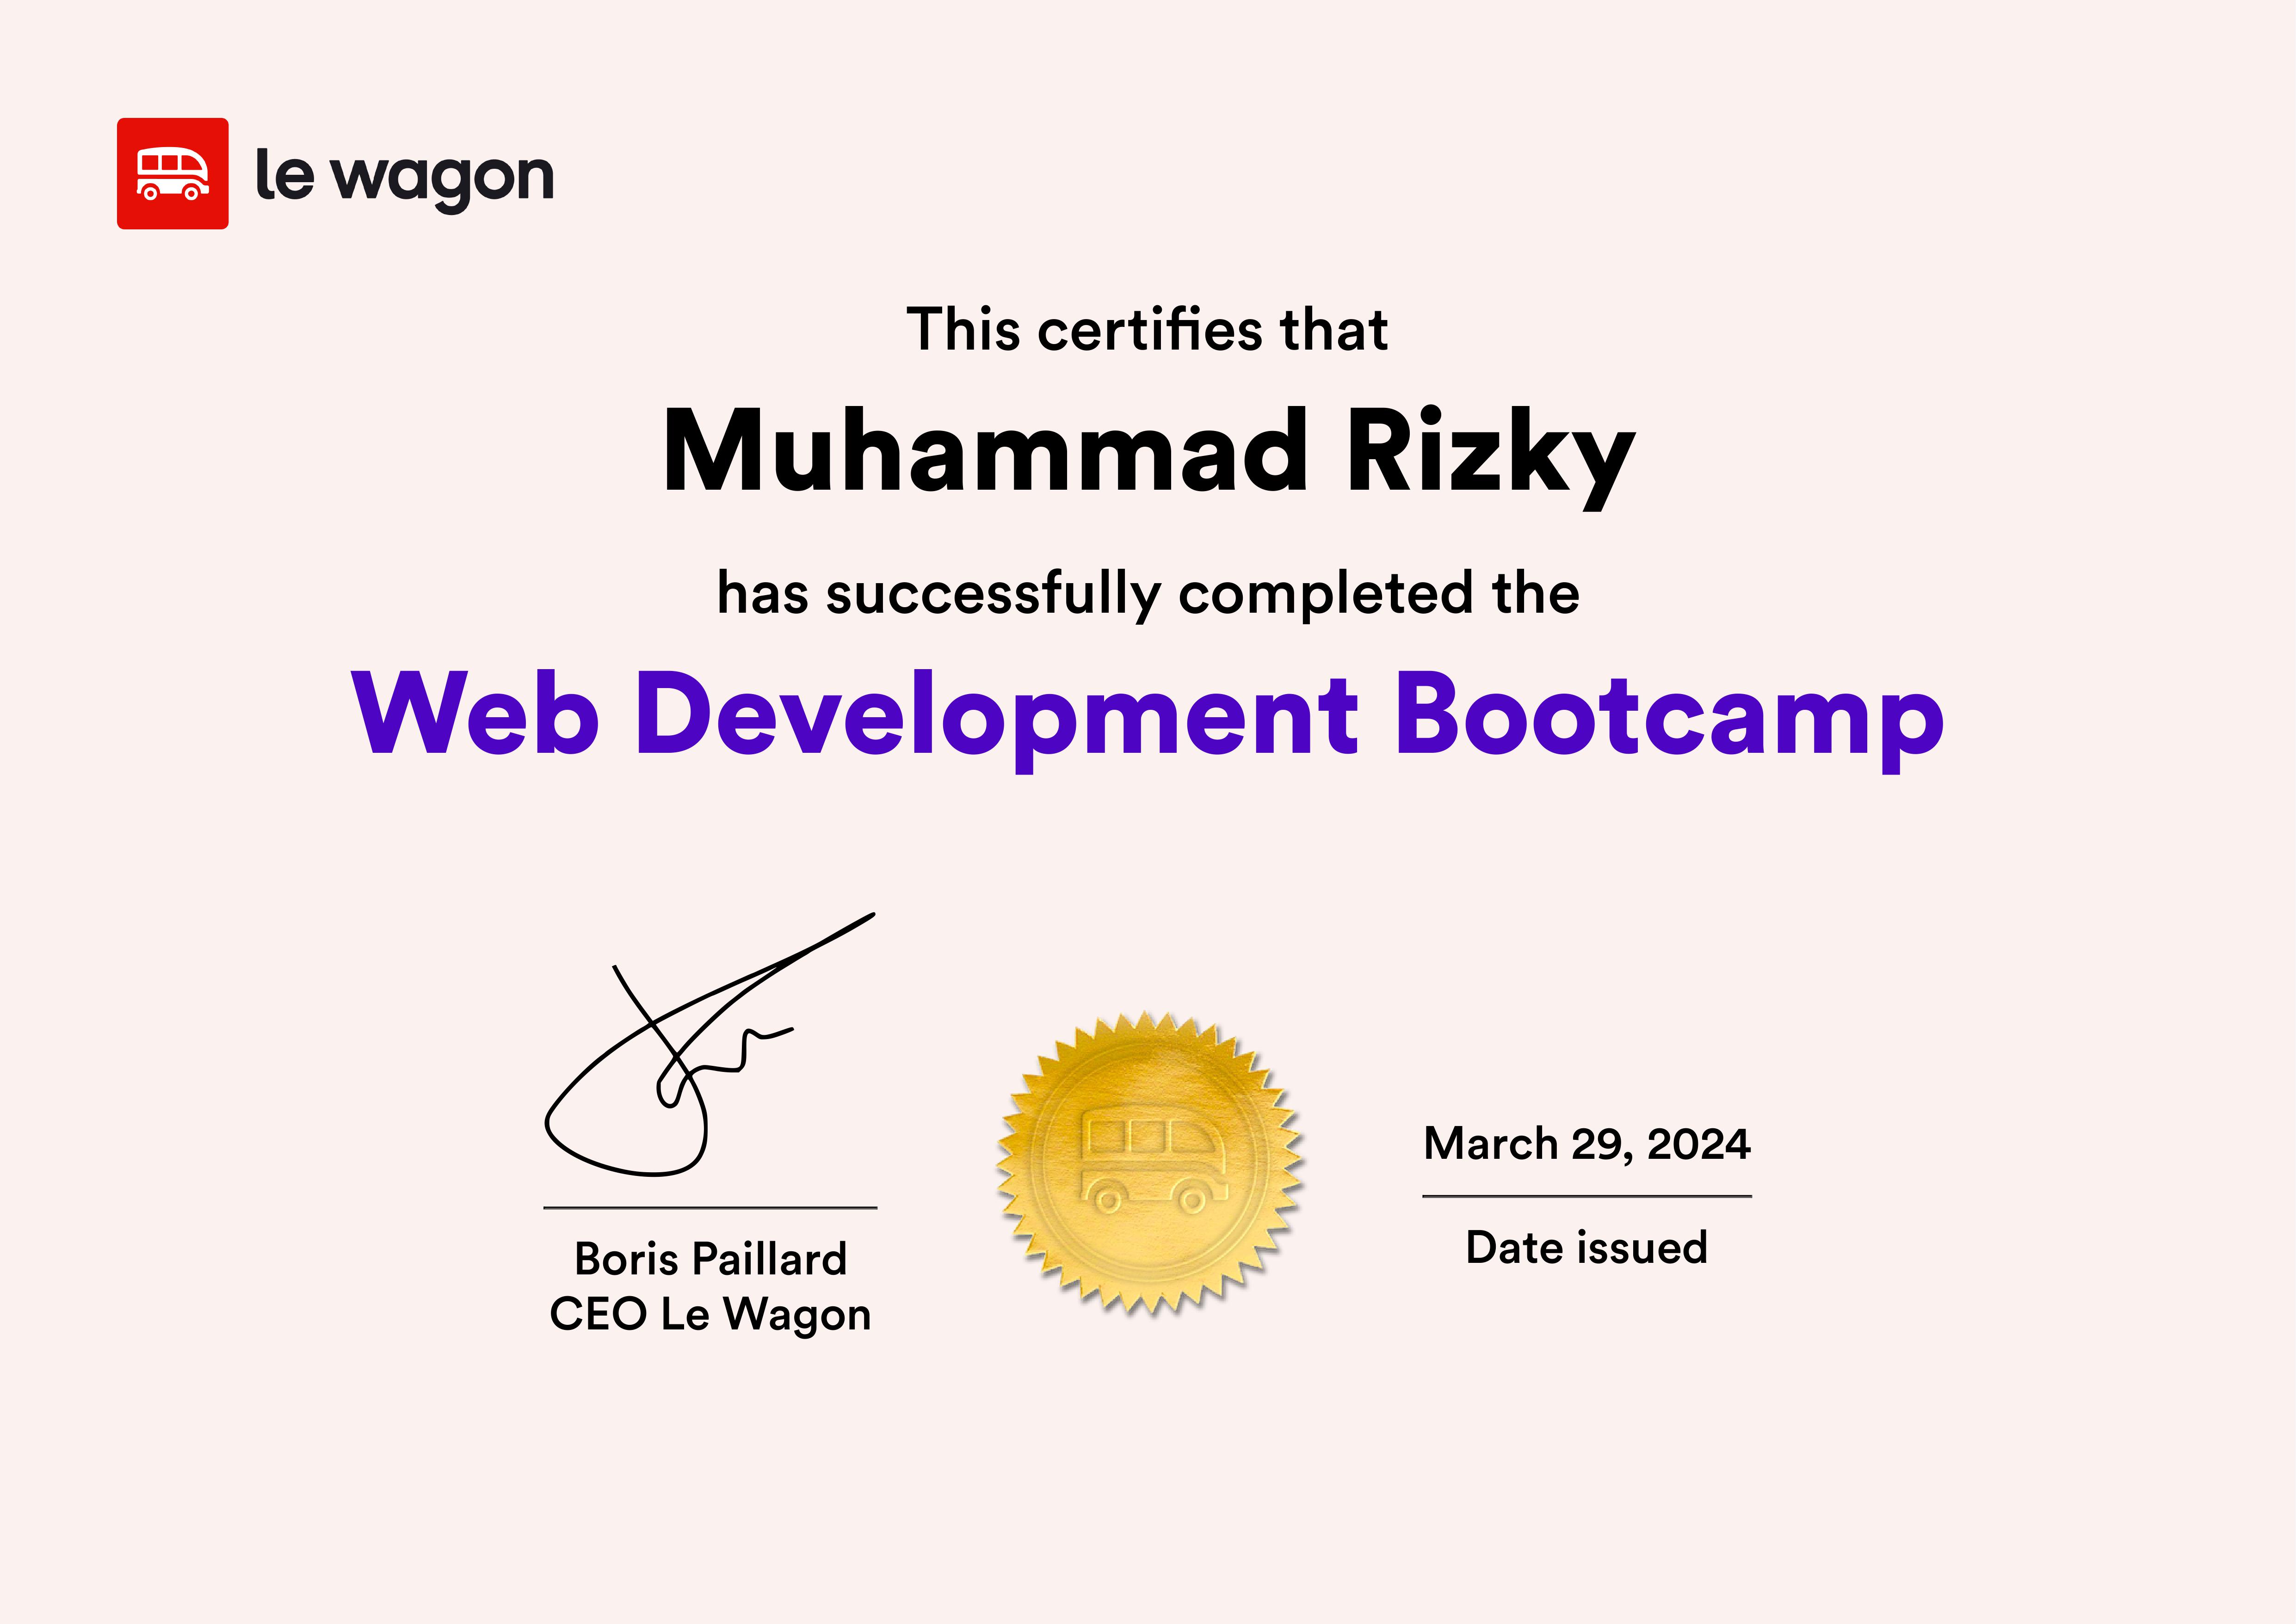 le wagon
This certifies that
Muhammad Rizky
has successfully completed the
Web Development Bootcamp
Boris Paillard
CEO Le Wagon
March 29, 2024
Date issued